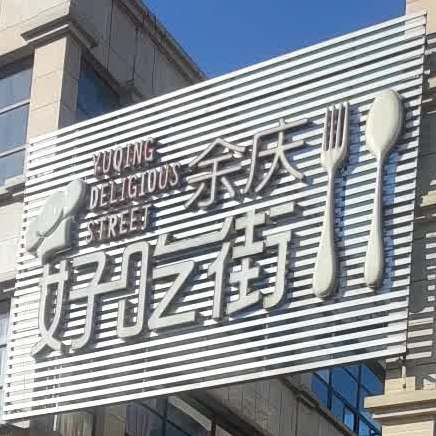 YUQING
DELIGIOUS
STREET
余庆
好吃街